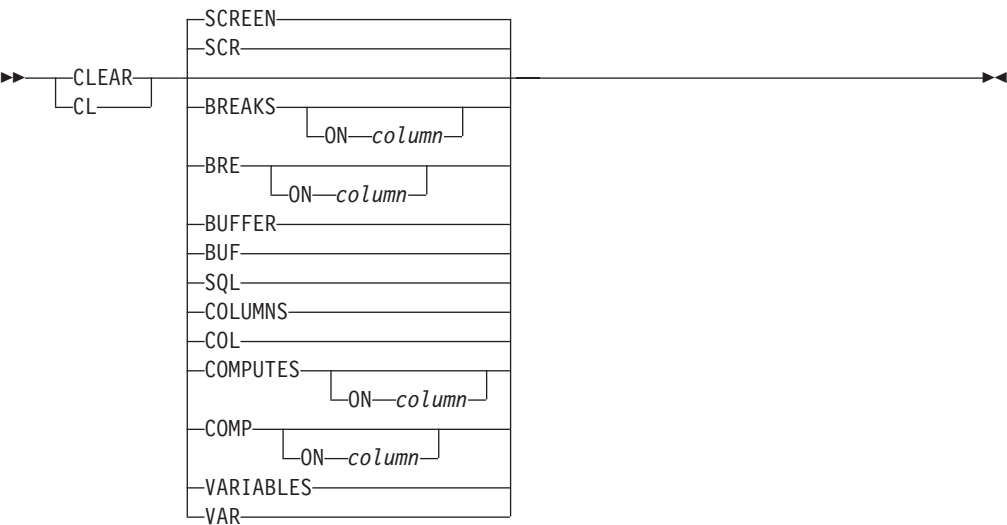 SCREEN
SCR
CLEAR
CL
BREAKS
ON column
BRE
ON column
BUFFER
BUF
SQL
COLUMNS
COL
COMPUTES
ON column
COMP
ON column
VARIABLES
VAR